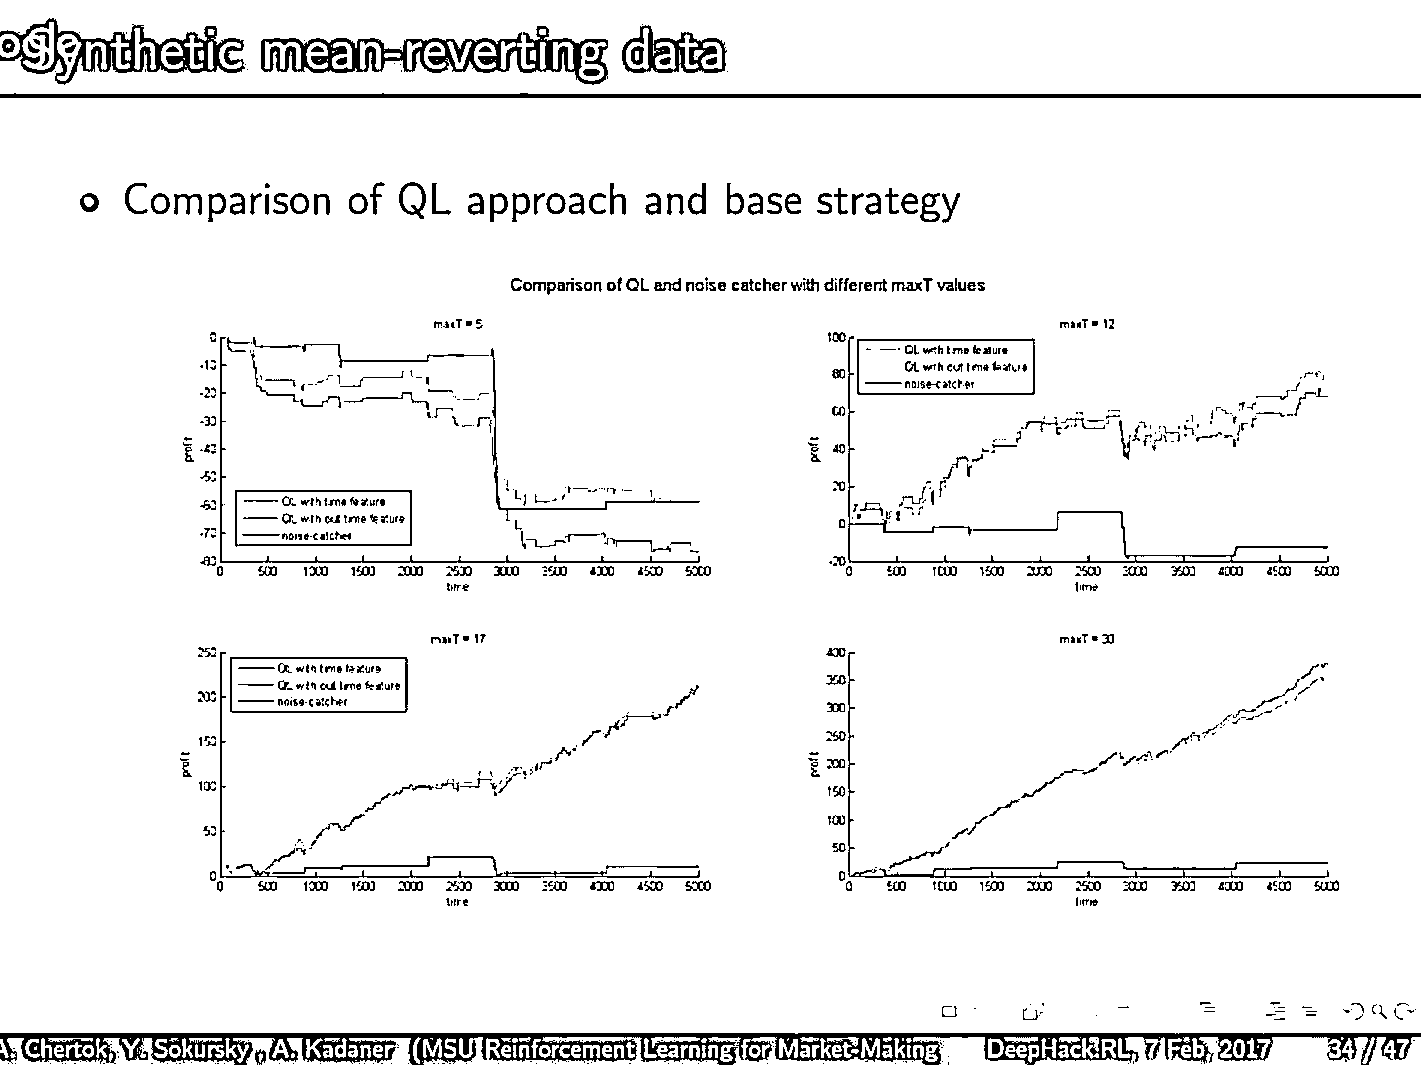 Synthetic mean-reverting data
Comparison of QL approach and base strategy
Comparison of QL and noise catcher with different maxT values
maxT = 5
0
-10
-20
-30
-40
-50
-60
-70
-80
profit
QL with time feature
QL with out time feature
noise-catcher
0 500 1000 1500 2000 2500 3000 3500 4000 4500 5000
time
maxT = 12
100
80
60
40
20
0
-20
profit
QL with time feature
QL with out time feature
noise-catcher
0 500 1000 1500 2000 2500 3000 3500 4000 4500 5000
time
maxT = 17
250
200
150
100
50
0
profit
QL with time feature
QL with out time feature
noise-catcher
0 500 1000 1500 2000 2500 3000 3500 4000 4500 5000
time
maxT = 30
400
350
300
250
200
150
100
50
0
profit
0 500 1000 1500 2000 2500 3000 3500 4000 4500 5000
time
A. Chertok, Y. Sokursky , A. Kadaner ((MSU Reinforcement Learning for Market-Making DeepHack:RL, 7 Feb, 2017 34 // 47